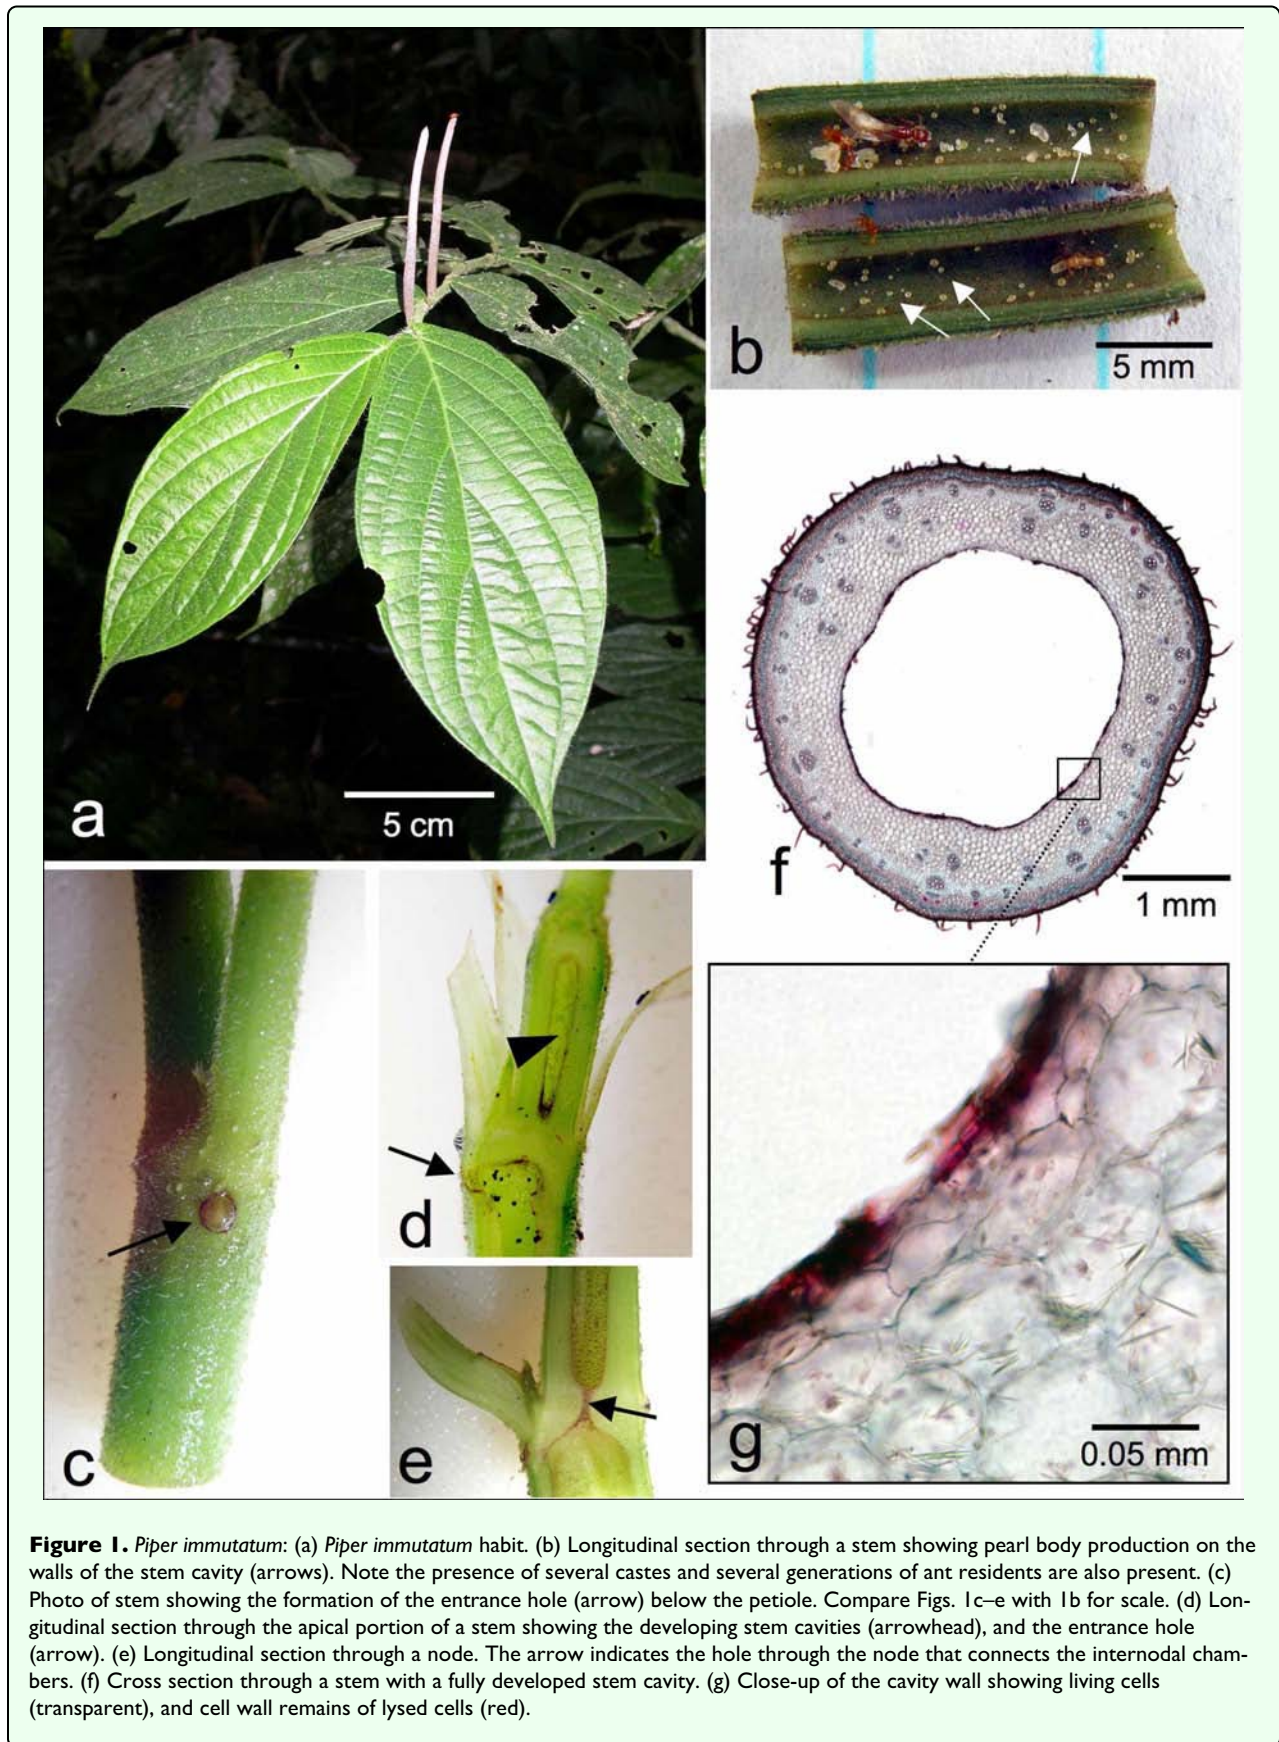 a
5 cm
b
5 mm
f
1 mm
c
d
e
g
0.05 mm
Figure 1. Piper immutatum: (a) Piper immutatum habit. (b) Longitudinal section through a stem showing pearl body production on the
walls of the stem cavity (arrows). Note the presence of several castes and several generations of ant residents are also present. (c)
Photo of stem showing the formation of the entrance hole (arrow) below the petiole. Compare Figs. 1c–e with 1b for scale. (d) Lon-
gitudinal section through the apical portion of a stem showing the developing stem cavities (arrowhead), and the entrance hole
(arrow). (e) Longitudinal section through a node. The arrow indicates the hole through the node that connects the internodal cham-
bers. (f) Cross section through a stem with a fully developed stem cavity. (g) Close-up of the cavity wall showing living cells
(transparent), and cell wall remains of lysed cells (red).